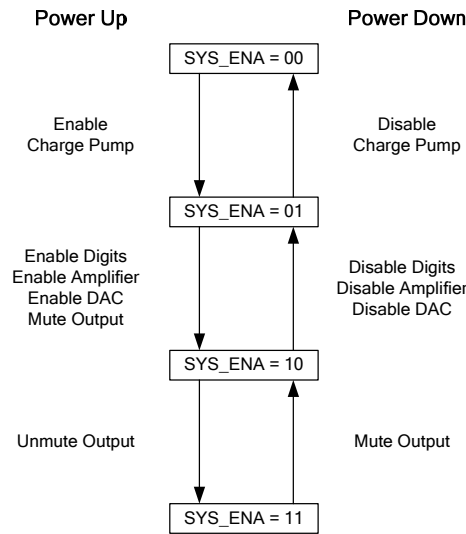 Power Up
Power Down
SYS_ENA = 00
Enable
Charge Pump
Disable
Charge Pump
SYS_ENA = 01
Enable Digits
Enable Amplifier
Enable DAC
Mute Output
Disable Digits
Disable Amplifier
Disable DAC
SYS_ENA = 10
Unmute Output
Mute Output
SYS_ENA = 11